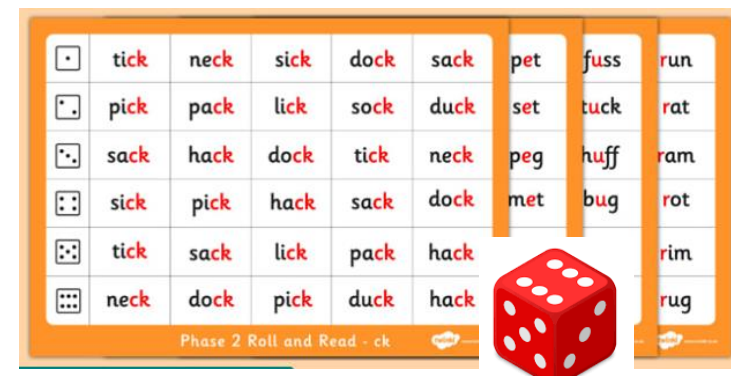 tick neck sick dock sack pet fuss run
pick pack lick sock duck set tuck rat
sack hack dock tick neck peg huff ram
sick pick hack sack dock met bug rot
tick sack lick pack hack rim
neck dock pick duck hack rug
Phase 2 Roll and Read - ck